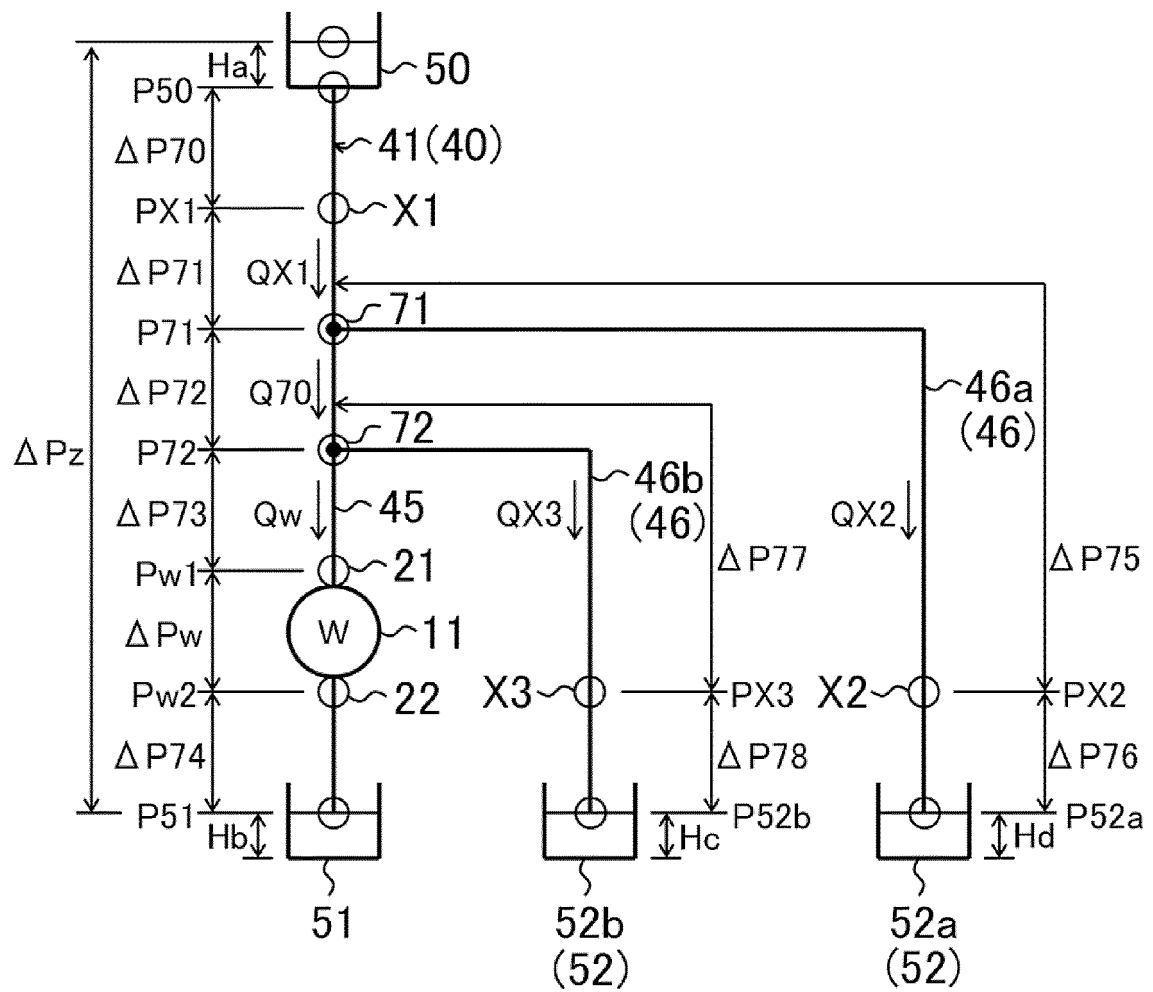 Ha
50
P50
ΔP70
41(40)
PX1
X1
ΔP71
QX1
71
P71
ΔP72
Q70
46a
(46)
72
ΔPz
P72
46b
(46)
ΔP73
Qw
45
QX3
QX2
ΔP77
ΔP75
21
Pw1
ΔPw
W
11
Pw2
22
X3
PX3
X2
PX2
ΔP74
ΔP78
ΔP76
P51
P52b
P52a
Hb
Hc
Hd
51
52b
(52)
52a
(52)